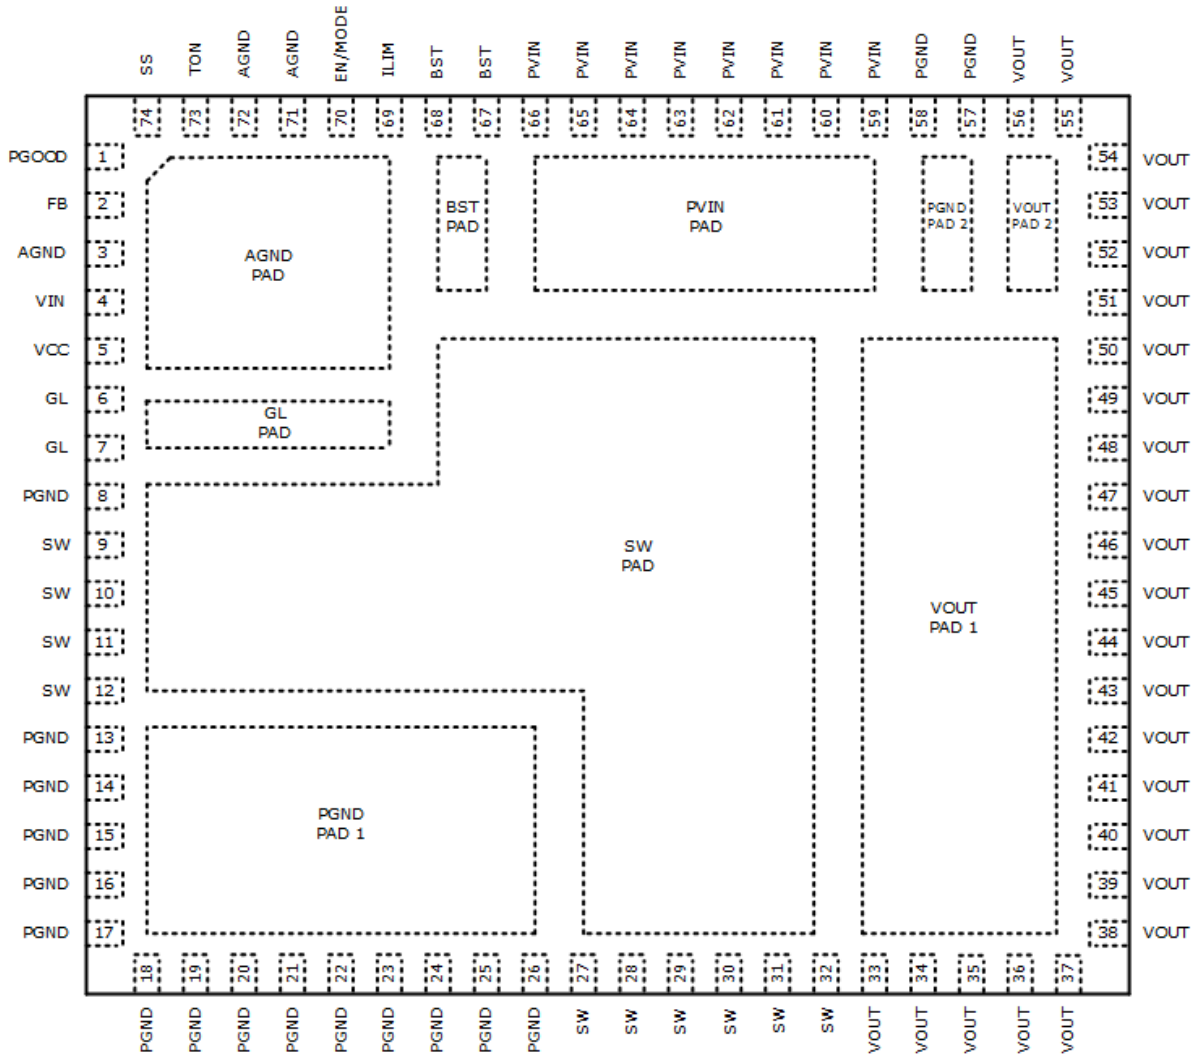 SS TON AGND AGND EN/MODE ILIM BST BST PVIN PVIN PVIN PVIN PVIN PVIN PVIN PVIN PGND PGND VOUT VOUT
74 73 72 71 70 69 68 67 66 65 64 63 62 61 60 59 58 57 56 55
PGOOD 1 54 VOUT
FB 2 BST PVIN PGND VOUT 53 VOUT
PAD PAD PAD 2 PAD 2
AGND 3 AGND 52 VOUT
PAD
VIN 4 51 VOUT
VCC 5 50 VOUT
GL 6 GL 49 VOUT
PAD
GL 7 48 VOUT
PGND 8 47 VOUT
SW 9 SW 46 VOUT
PAD
SW 10 VOUT 45 VOUT
PAD 1
SW 11 44 VOUT
SW 12 43 VOUT
PGND 13 42 VOUT
PGND 14 41 VOUT
PGND
PAD 1
PGND 15 40 VOUT
PGND 16 39 VOUT
PGND 17 38 VOUT
18 19 20 21 22 23 24 25 26 27 28 29 30 31 32 33 34 35 36 37
PGND PGND PGND PGND PGND PGND PGND PGND PGND SW SW SW SW SW SW VOUT VOUT VOUT VOUT VOUT